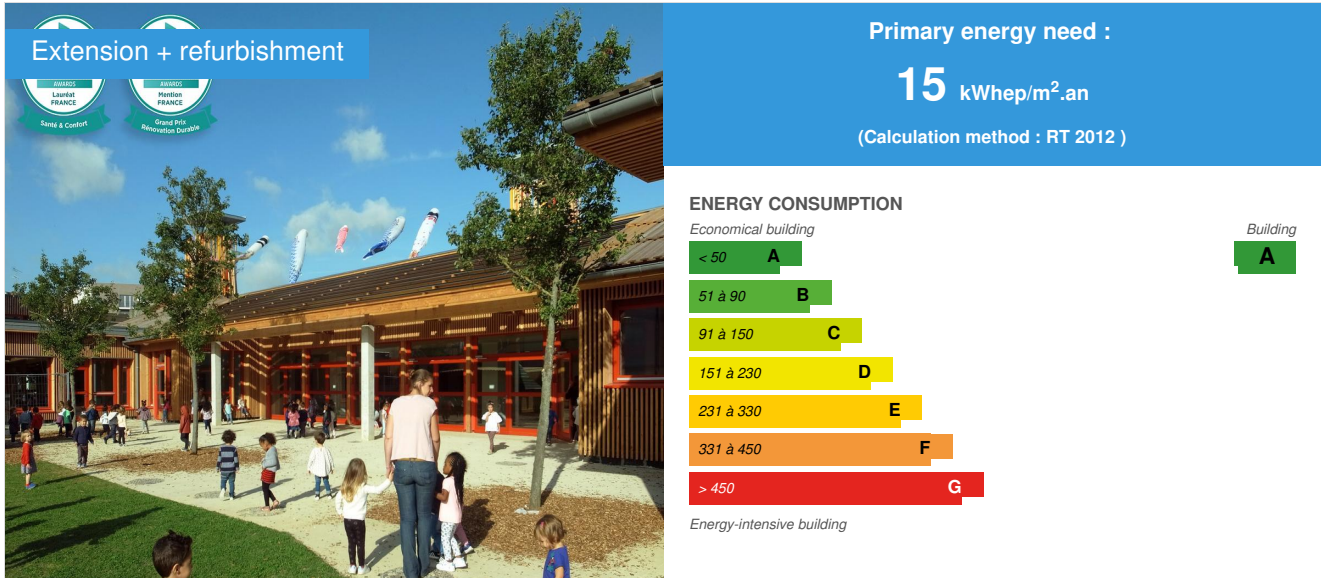 Extension + refurbishment
AWARDS
Lauréat
FRANCE
Santé & Confort
AWARDS
Mention
FRANCE
Grand Prix
Rénovation Durable
Primary energy need :
15 kWhep/m².an
(Calculation method : RT 2012 )
ENERGY CONSUMPTION
Economical building
Building
< 50 A
A
51 à 90 B
91 à 150 C
151 à 230 D
231 à 330 E
331 à 450 F
> 450 G
Energy-intensive building